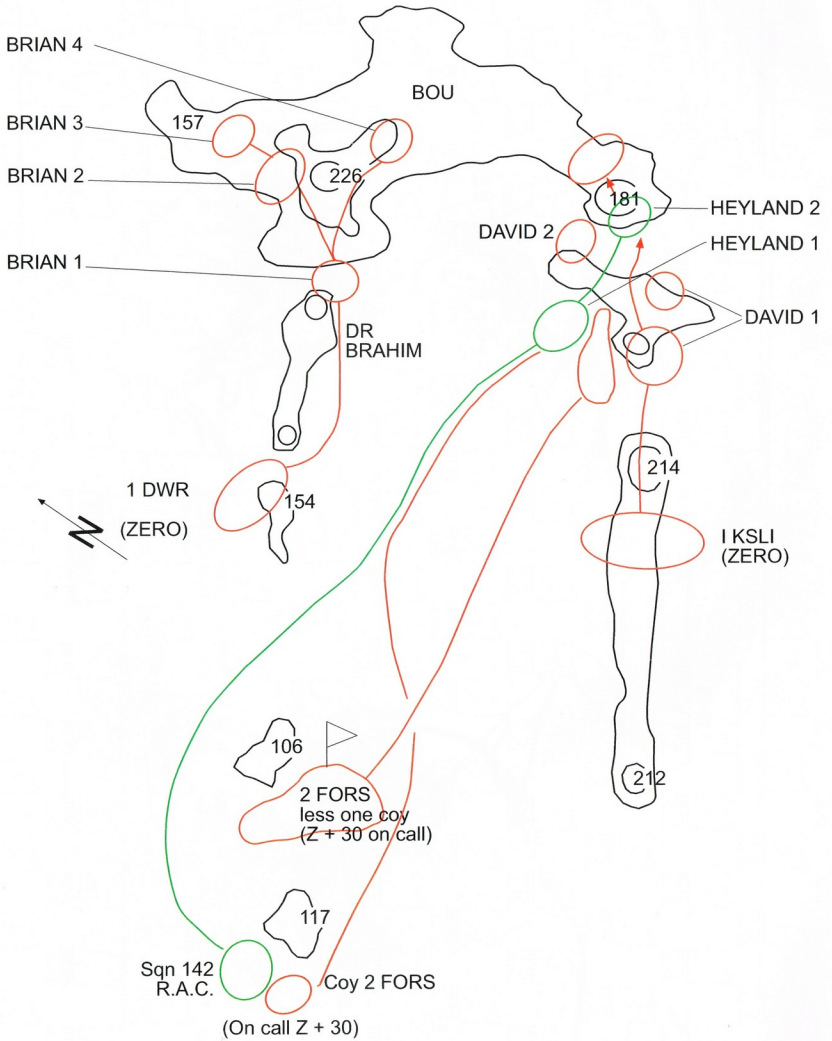 BRIAN 4
BOU
BRIAN 3
157
BRIAN 2
226
181
HEYLAND 2
DAVID 2
HEYLAND 1
BRIAN 1
DAVID 1
DR
BRAHIM
214
1 DWR
154
(ZERO)
N
I KSLI
(ZERO)
106
212
2 FORS
less one coy
(Z + 30 on call)
117
Sqn 142
R.A.C.
Coy 2 FORS
(On call Z + 30)